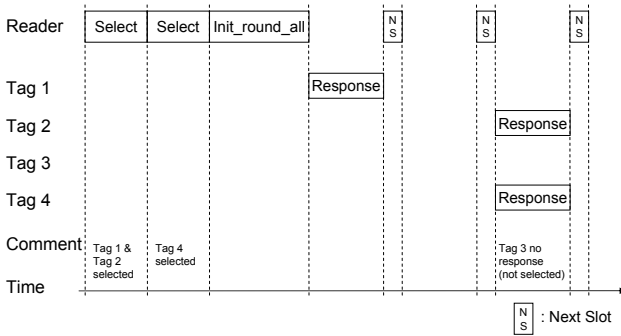 Reader Select Select Init_round_all N S N S N S
Tag 1 Response
Tag 2 Response
Tag 3
Tag 4 Response
Comment Tag 1 & Tag 2 selected Tag 4 selected Tag 3 no response (not selected)
Time
N S : Next Slot